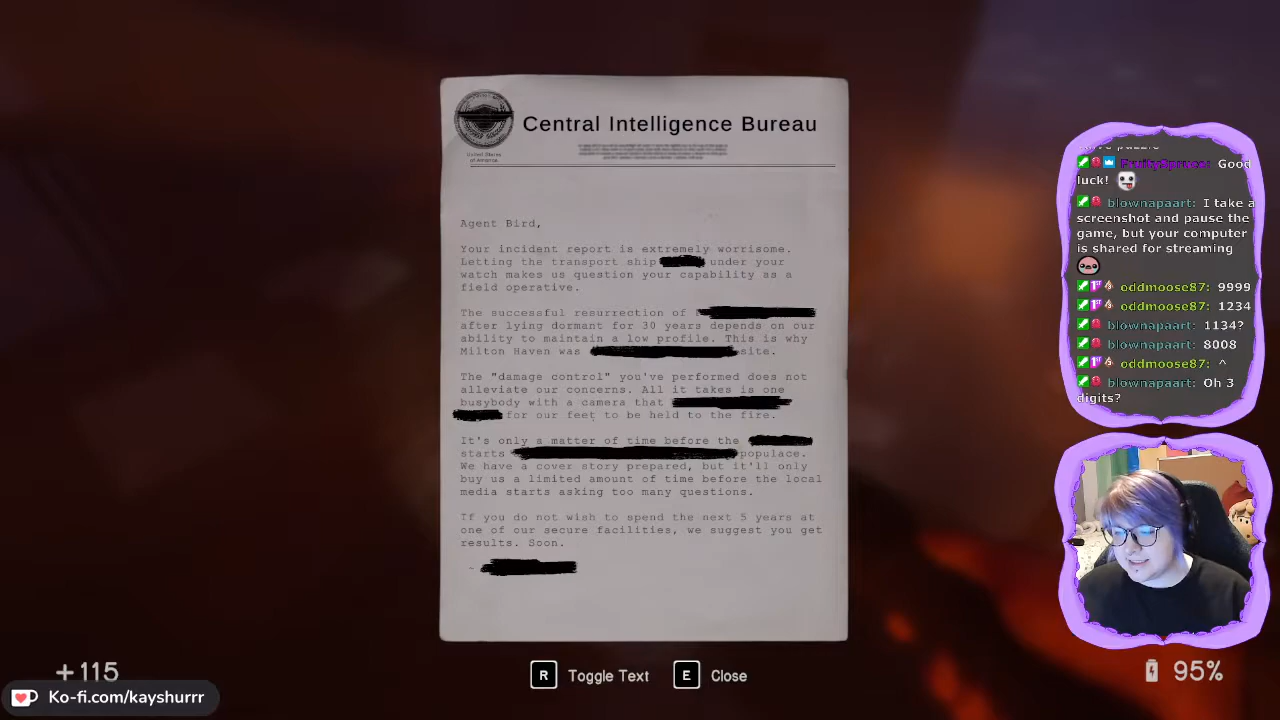 Central Intelligence Bureau
United States
of America
Agent Bird,
Your incident report is extremely worrisome.
Letting the transport ship under your
watch makes us question your capability as a
field operative.
The successful resurrection of
after lying dormant for 30 years depends on our
ability to maintain a low profile. This is why
Milton Haven was site.
The "damage control" you've performed does not
alleviate our concerns. All it takes is one
busybody with a camera that
for our feet to be held to the fire.
It's only a matter of time before the
starts populace.
We have a cover story prepared, but it'll only
buy us a limited amount of time before the local
media starts asking too many questions.
If you do not wish to spend the next 5 years at
one of our secure facilities, we suggest you get
results. Soon.
-
+115
R Toggle Text E Close
95%
Ko-fi.com/kayshurrr
FruitySpruce: Good
luck!
blownapaart: I take a
screenshot and pause the
game, but your computer
is shared for streaming
oddmoose87: 9999
oddmoose87: 1234
blownapaart: 1134?
blownapaart: 8008
oddmoose87: ^
blownapaart: Oh 3
digits?